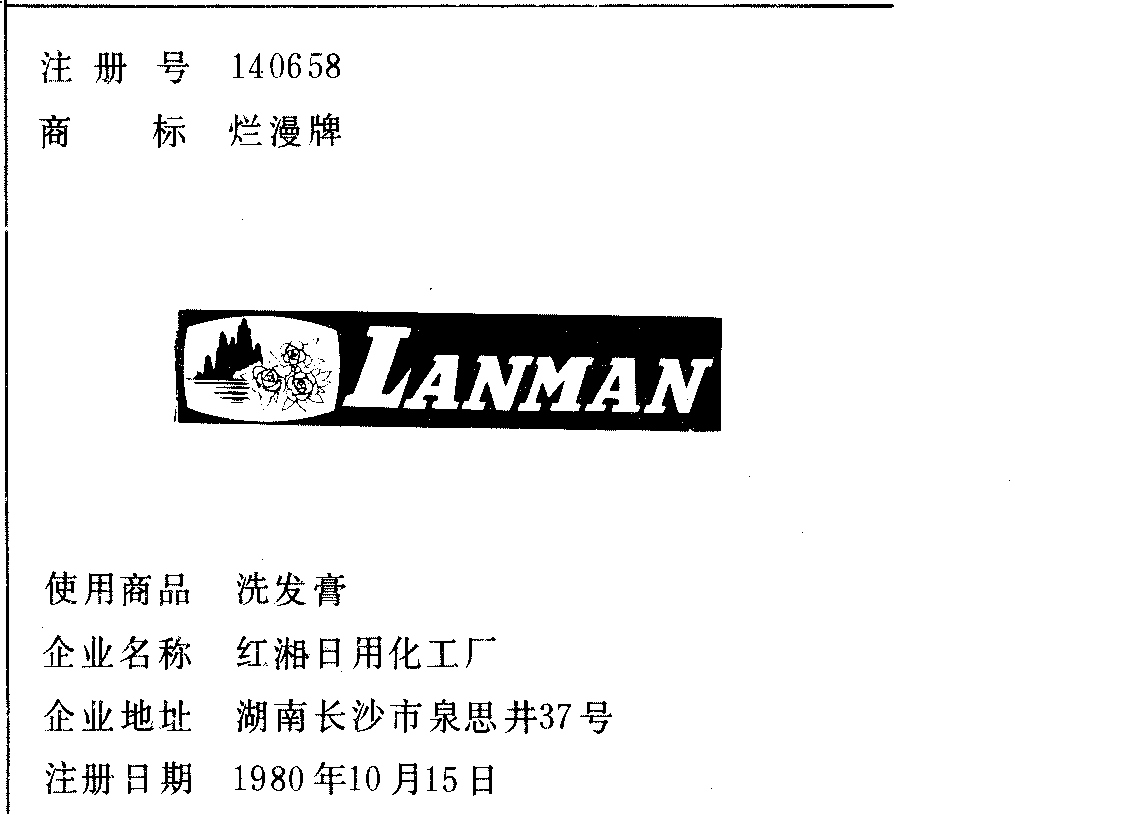 注册号 140658
商标 烂漫牌
LANMAN
使用商品 洗发膏
企业名称 红湘日用化工厂
企业地址 湖南长沙市泉思井37号
注册日期 1980年10月15日